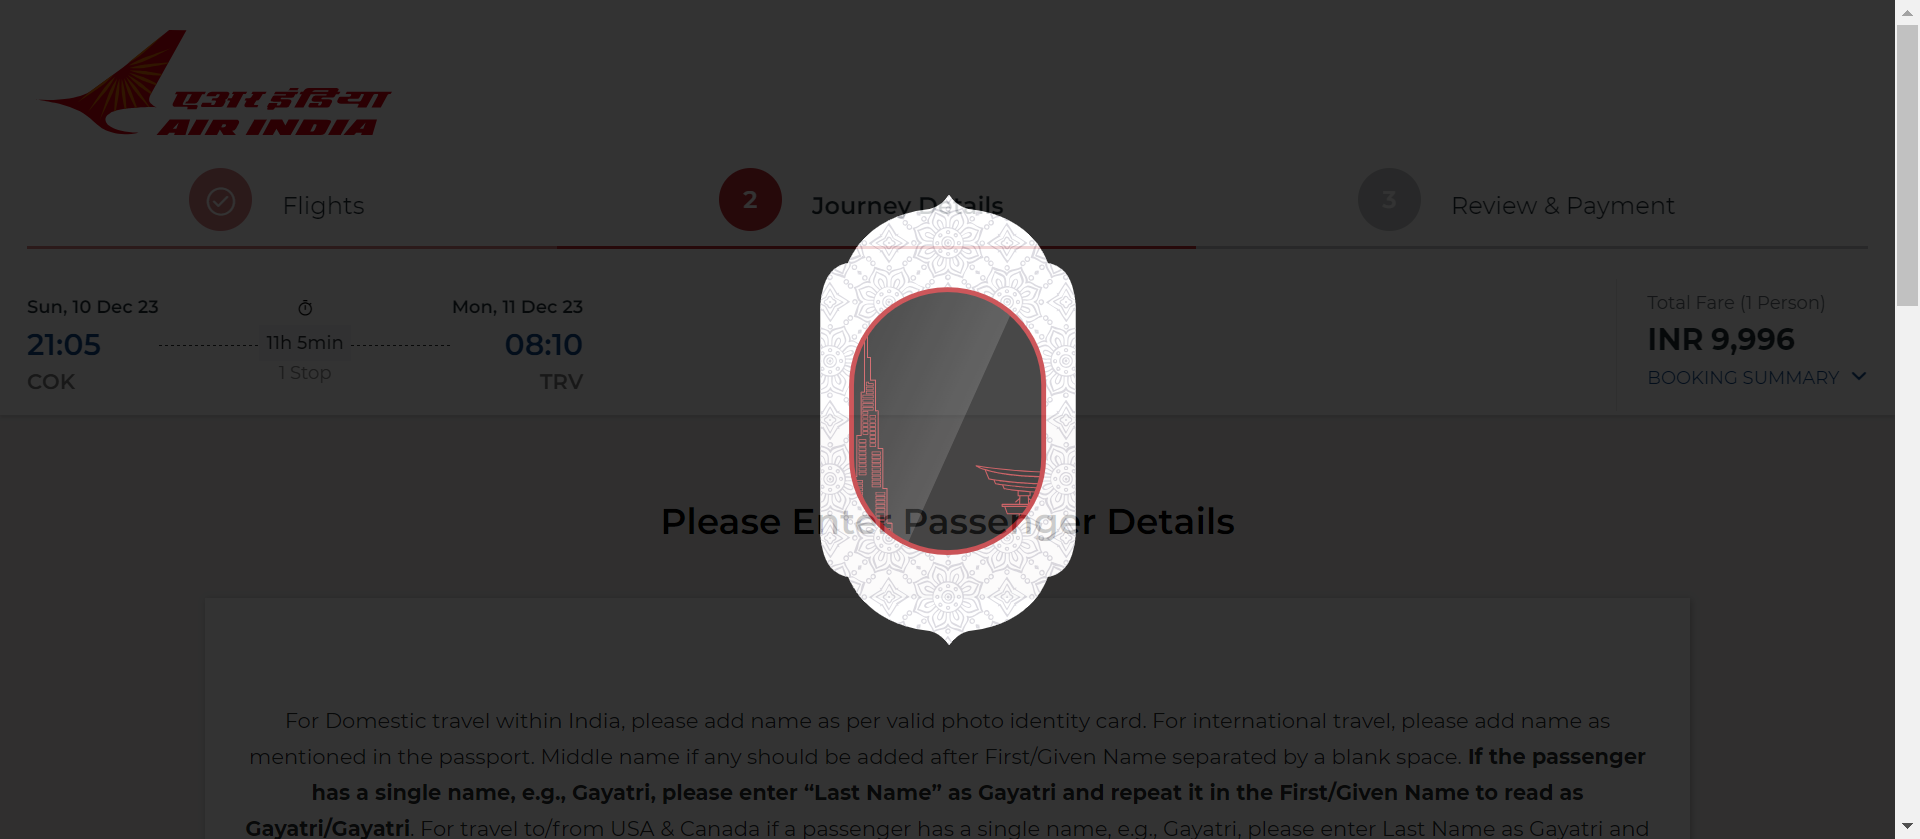 एअर इंडिया
AIR INDIA
Flights
2
Journey Details
3
Review & Payment
Sun, 10 Dec 23
Mon, 11 Dec 23
21:05
11h 5min
08:10
COK
1 Stop
TRV
Total Fare (1 Person)
INR 9,996
BOOKING SUMMARY
Please Enter Passenger Details
For Domestic travel within India, please add name as per valid photo identity card. For international travel, please add name as
mentioned in the passport. Middle name if any should be added after First/Given Name separated by a blank space. If the passenger
has a single name, e.g., Gayatri, please enter “Last Name” as Gayatri and repeat it in the First/Given Name to read as
Gayatri/Gayatri. For travel to/from USA & Canada if a passenger has a single name, e.g., Gayatri, please enter Last Name as Gayatri and